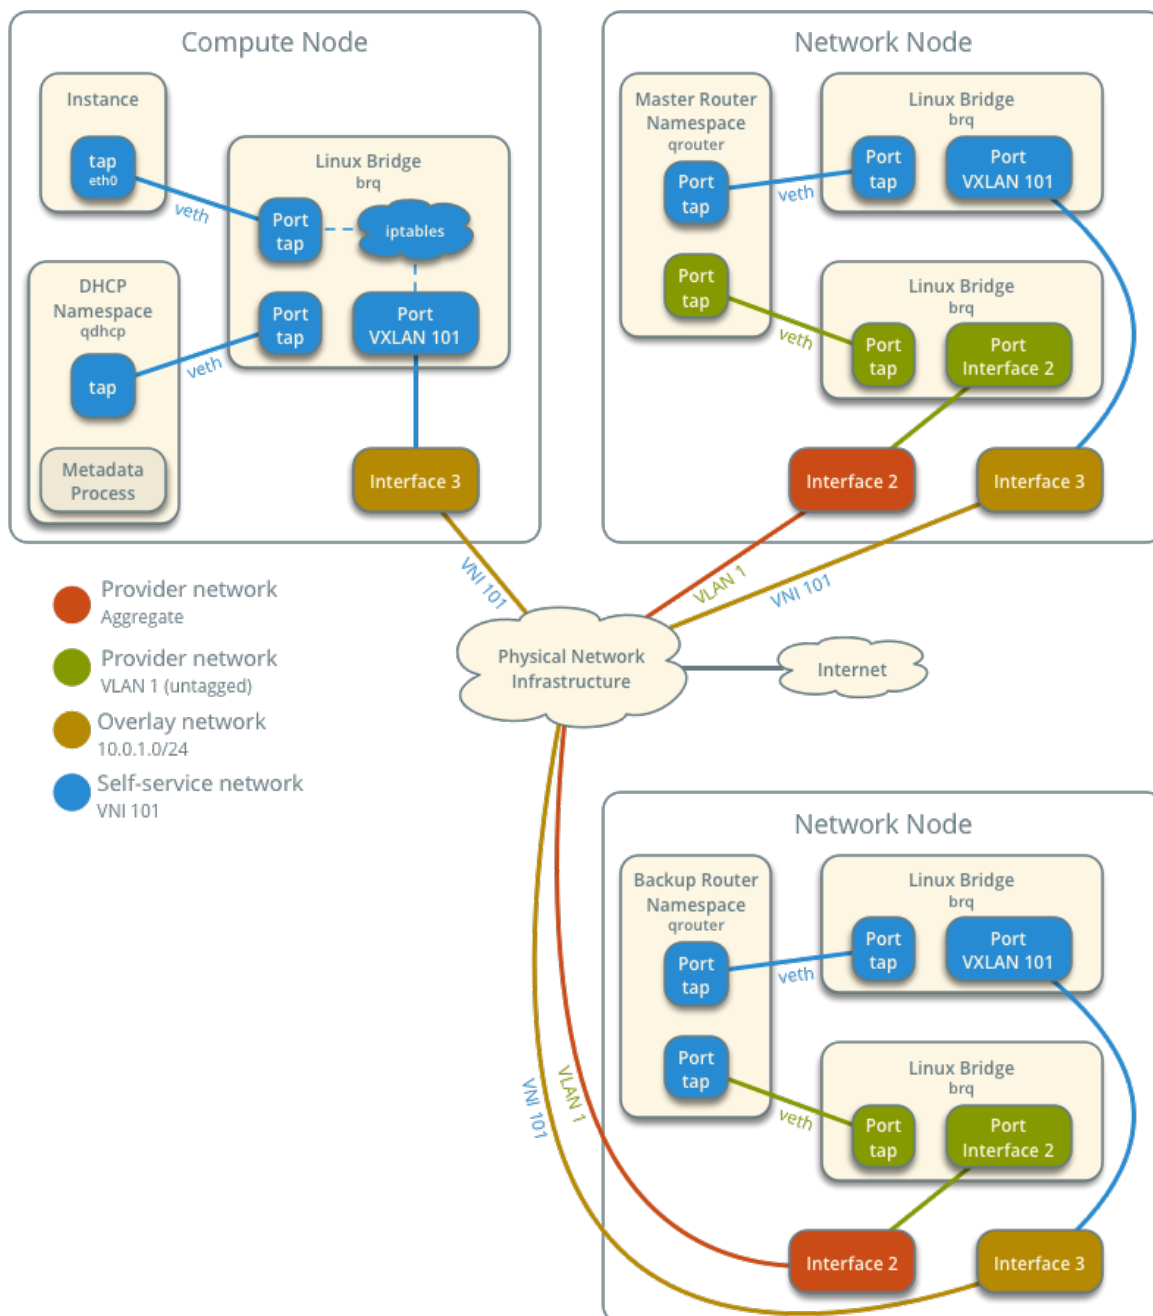 Compute Node
Instance
tap
eth0
veth
Linux Bridge
brq
Port
tap
iptables
DHCP
Namespace
qdhcp
tap
veth
Port
tap
Port
VXLAN 101
Metadata
Process
Interface 3
VNI 101
Network Node
Master Router
Namespace
qrouter
Port
tap
veth
Linux Bridge
brq
Port
tap
Port
VXLAN 101
Port
tap
veth
Linux Bridge
brq
Port
tap
Port
Interface 2
Interface 2
Interface 3
VLAN 1
VNI 101
Provider network
Aggregate
Provider network
VLAN 1 (untagged)
Overlay network
10.0.1.0/24
Self-service network
VNI 101
Physical Network
Infrastructure
Internet
VNI 101
VLAN 1
Network Node
Backup Router
Namespace
qrouter
Port
tap
veth
Linux Bridge
brq
Port
tap
Port
VXLAN 101
Port
tap
veth
Linux Bridge
brq
Port
tap
Port
Interface 2
Interface 2
Interface 3